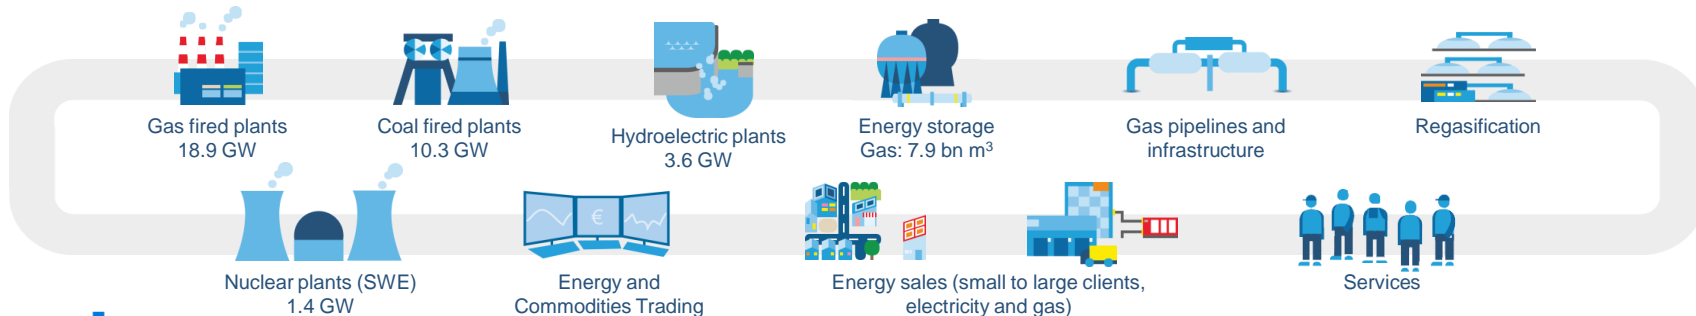 Gas fired plants
18.9 GW
Coal fired plants
10.3 GW
Hydroelectric plants
3.6 GW
Energy storage
Gas: 7.9 bn m³
Gas pipelines and
infrastructure
Regasification
€
Nuclear plants (SWE)
1.4 GW
Energy and
Commodities Trading
Energy sales (small to large clients,
electricity and gas)
Services